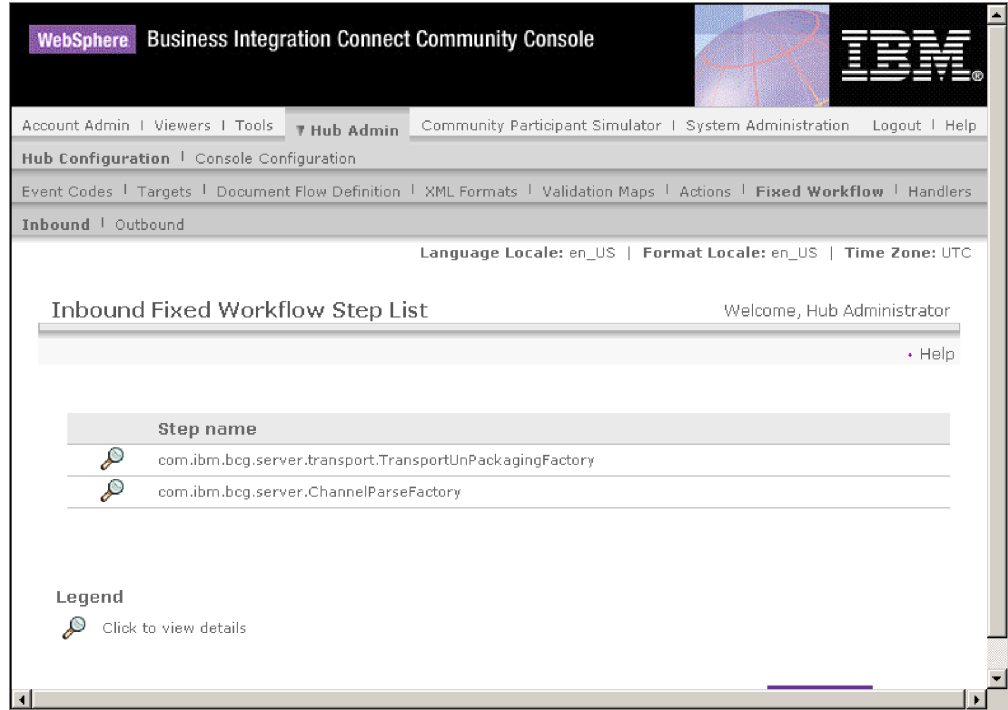 WebSphere Business Integration Connect Community Console
IBM®
Account Admin | Viewers | Tools Hub Admin Community Participant Simulator | System Administration Logout | Help
Hub Configuration | Console Configuration
Event Codes | Targets | Document Flow Definition | XML Formats | Validation Maps | Actions | Fixed Workflow | Handlers
Inbound | Outbound
Language Locale: en_US | Format Locale: en_US | Time Zone: UTC
Inbound Fixed Workflow Step List Welcome, Hub Administrator
• Help
Step name
com.ibm.bcg.server.transport.TransportUnPackagingFactory
com.ibm.bcg.server.ChannelParseFactory
Legend
Click to view details